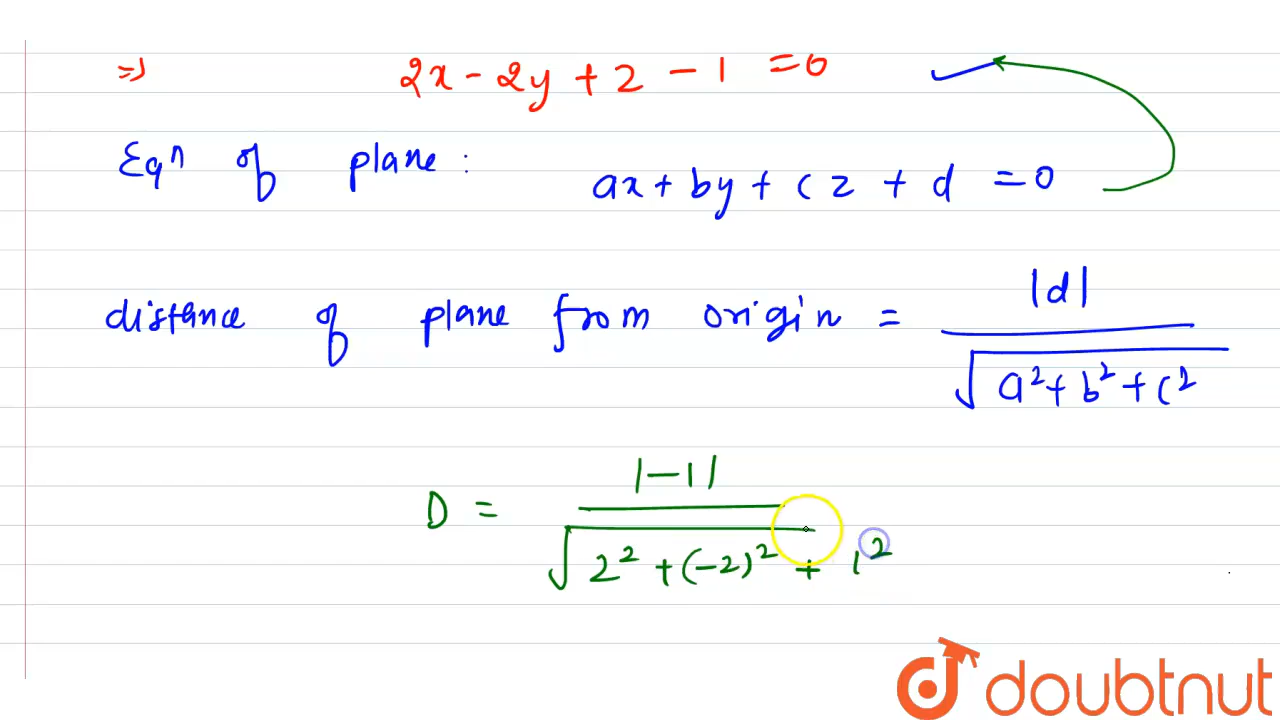 ⇒ 2x - 2y + z - 1 = 0
Eqⁿ of plane : ax + by + cz + d = 0
distance of plane from origin = |d| / √(a² + b² + c²)
D = |-1| / √(2² + (-2)² + 1²)
doubtnut